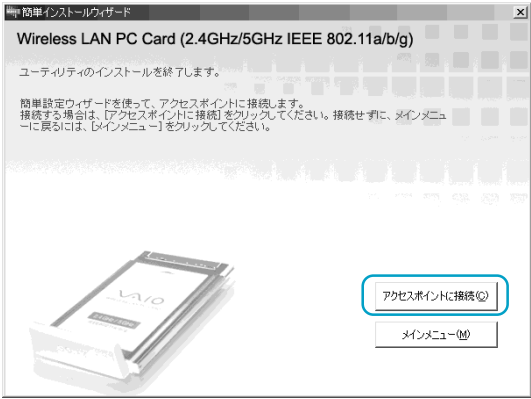 簡単インストールウィザード
Wireless LAN PC Card (2.4GHz/5GHz IEEE 802.11a/b/g)
ユーティリティのインストールを終了します。
簡単設定ウィザードを使って、アクセスポイントに接続します。
接続する場合は、[アクセスポイントに接続]をクリックしてください。接続せずに、メインメニュ
ーに戻るには、[メインメニュー]をクリックしてください。
VAIO
アクセスポイントに接続(C)
メインメニュー(M)